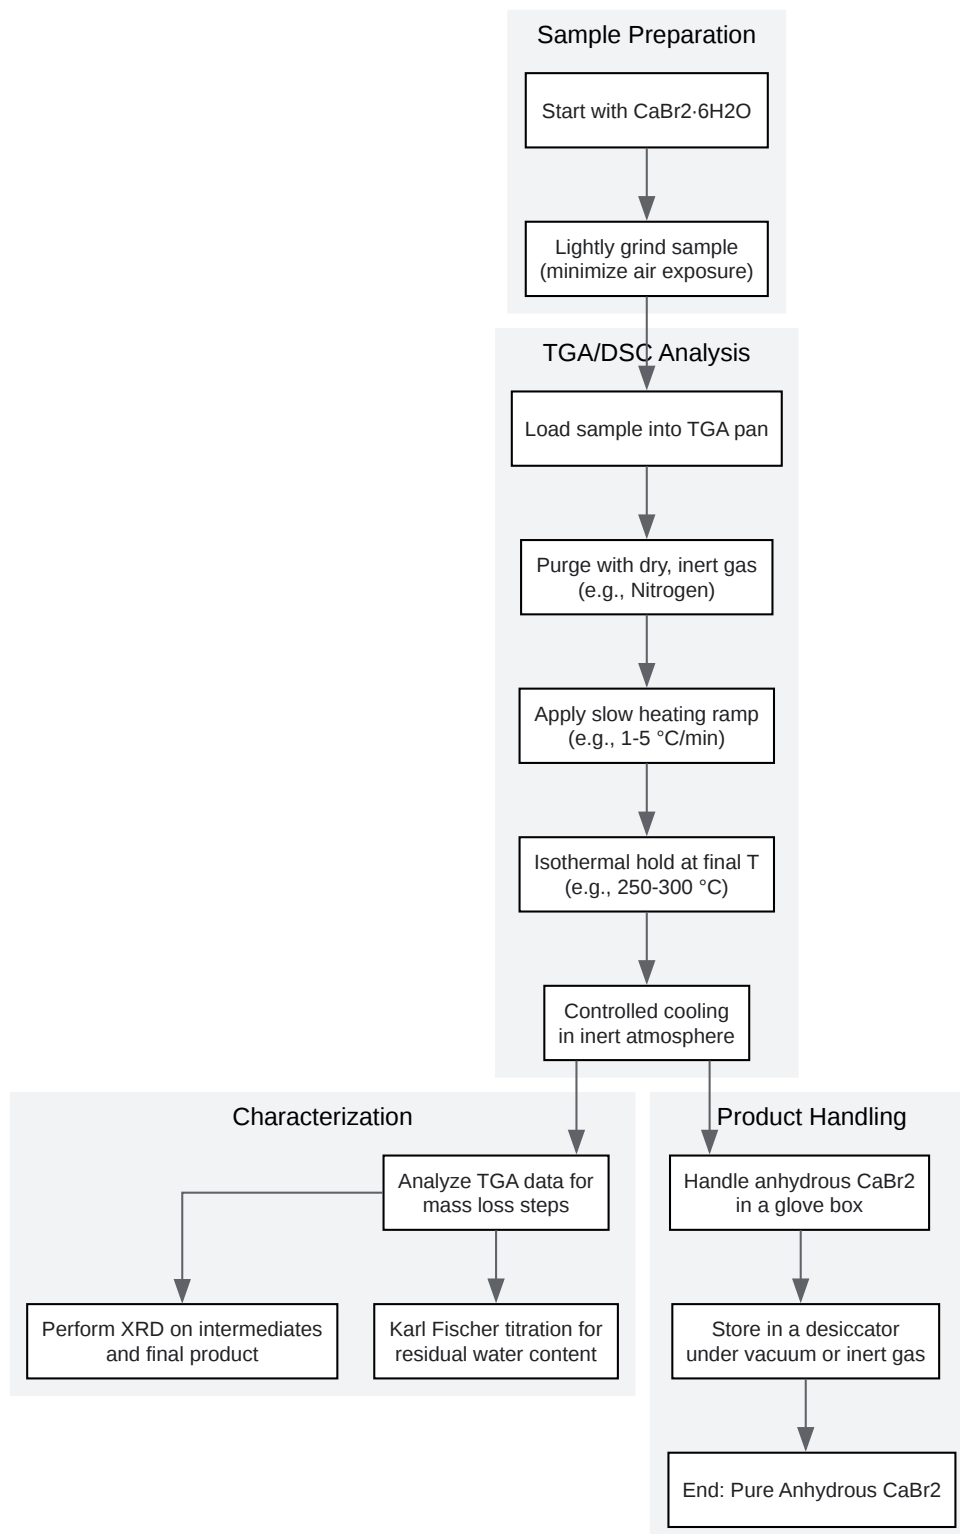 Sample Preparation
Start with CaBr2·6H2O
Lightly grind sample
(minimize air exposure)
TGA/DSC Analysis
Load sample into TGA pan
Purge with dry, inert gas
(e.g., Nitrogen)
Apply slow heating ramp
(e.g., 1-5 °C/min)
Isothermal hold at final T
(e.g., 250-300 °C)
Controlled cooling
in inert atmosphere
Characterization
Analyze TGA data for
mass loss steps
Perform XRD on intermediates
and final product
Karl Fischer titration for
residual water content
Product Handling
Handle anhydrous CaBr2
in a glove box
Store in a desiccator
under vacuum or inert gas
End: Pure Anhydrous CaBr2